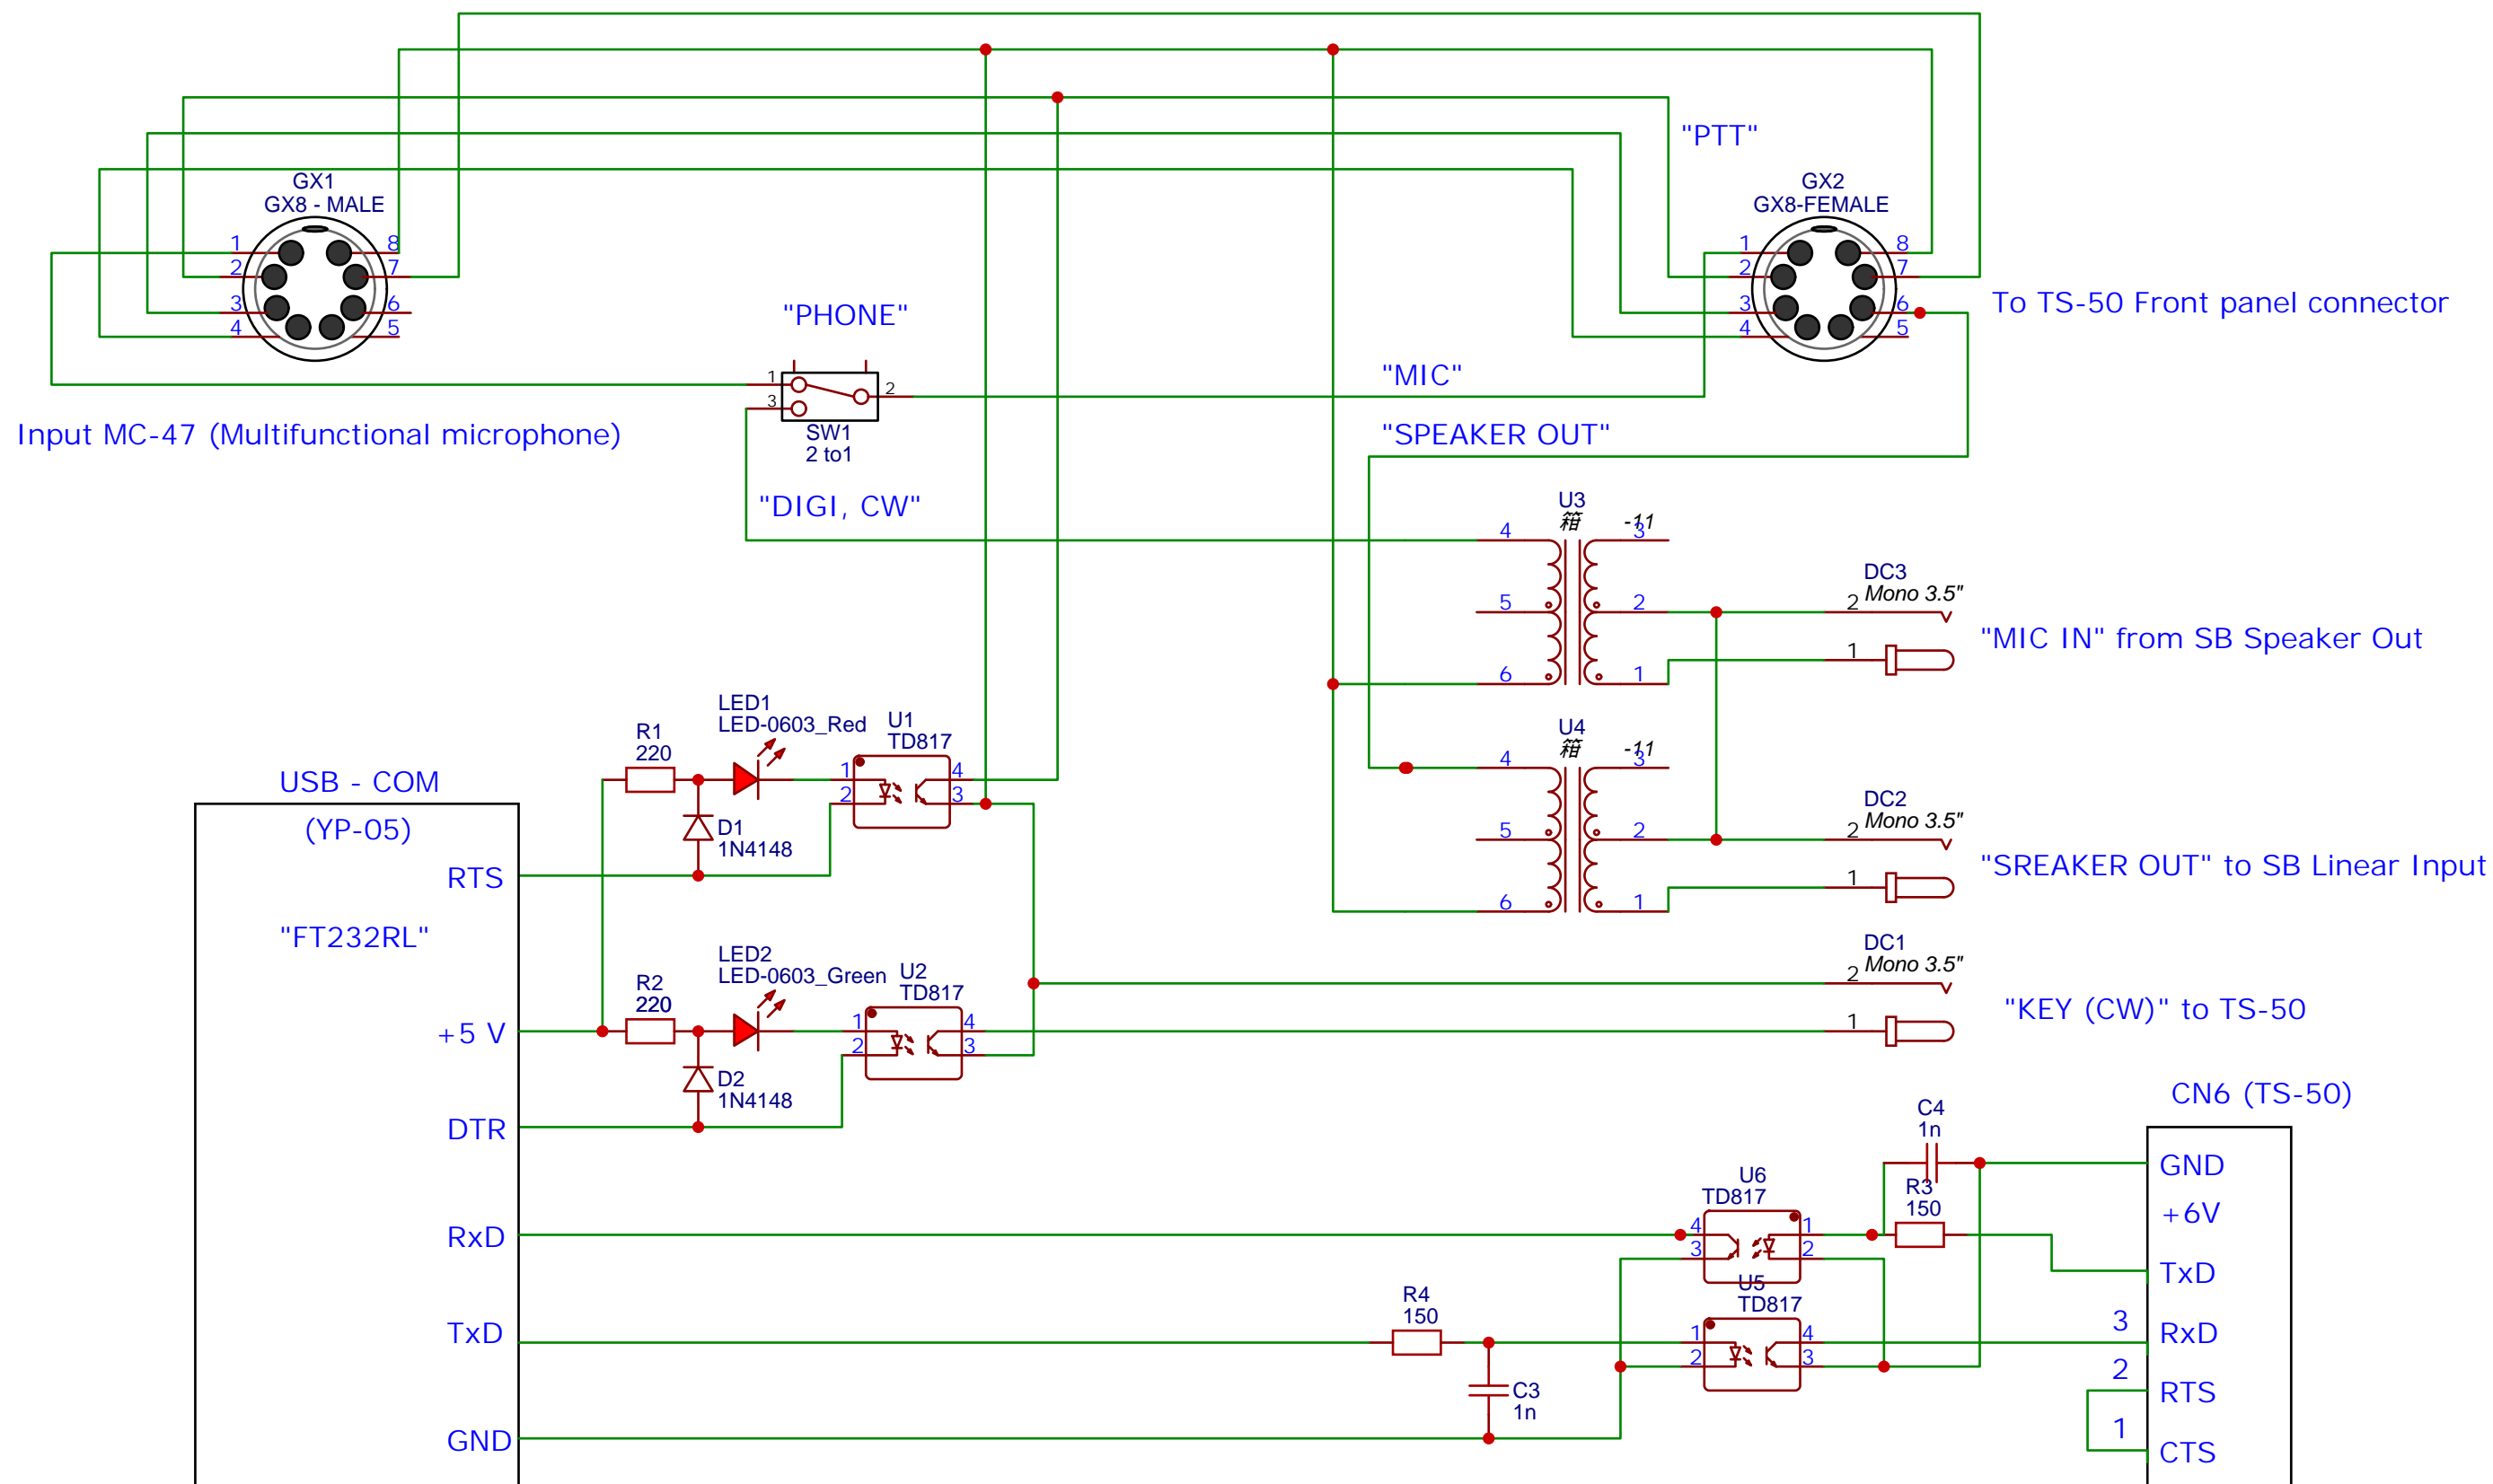 "PTT"
GX1
GX8 - MALE
1
2
3
4
8
7
6
5
GX2
GX8-FEMALE
1
2
3
4
8
7
6
5
To TS-50 Front panel connector
"PHONE"
1
3
2
SW1
2 to1
"MIC"
Input MC-47 (Multifunctional microphone)
"SPEAKER OUT"
"DIGI, CW"
U3
箱 -11
4
5
6
3
2
1
DC3
Mono 3.5"
2
1
"MIC IN" from SB Speaker Out
LED1
LED-0603_Red
R1
220
U1
TD817
1
2
4
3
D1
1N4148
U4
箱 -11
4
5
6
3
2
1
DC2
Mono 3.5"
2
1
"SREAKER OUT" to SB Linear Input
USB - COM
(YP-05)
RTS
"FT232RL"
LED2
LED-0603_Green
R2
220
U2
TD817
1
2
4
3
D2
1N4148
+5 V
DTR
DC1
Mono 3.5"
2
1
"KEY (CW)" to TS-50
CN6 (TS-50)
C4
1n
R3
150
U6
TD817
4
3
1
2
U5
TD817
1
2
4
3
R4
150
C3
1n
RxD
TxD
GND
GND
+6V
TxD
3 RxD
2
RTS
1
CTS